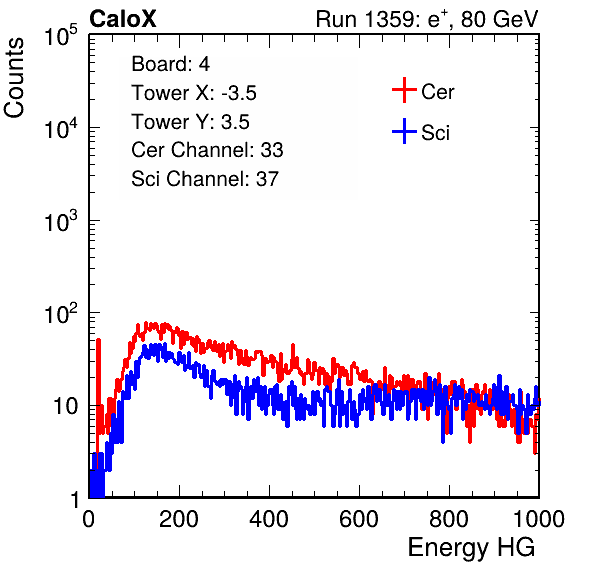 CaloX Run 1359: e⁺, 80 GeV
Counts
Board: 4
Tower X: -3.5
Tower Y: 3.5
Cer Channel: 33
Sci Channel: 37
Cer
Sci
10⁵
10⁴
10³
10²
10
1
0 200 400 600 800 1000
Energy HG